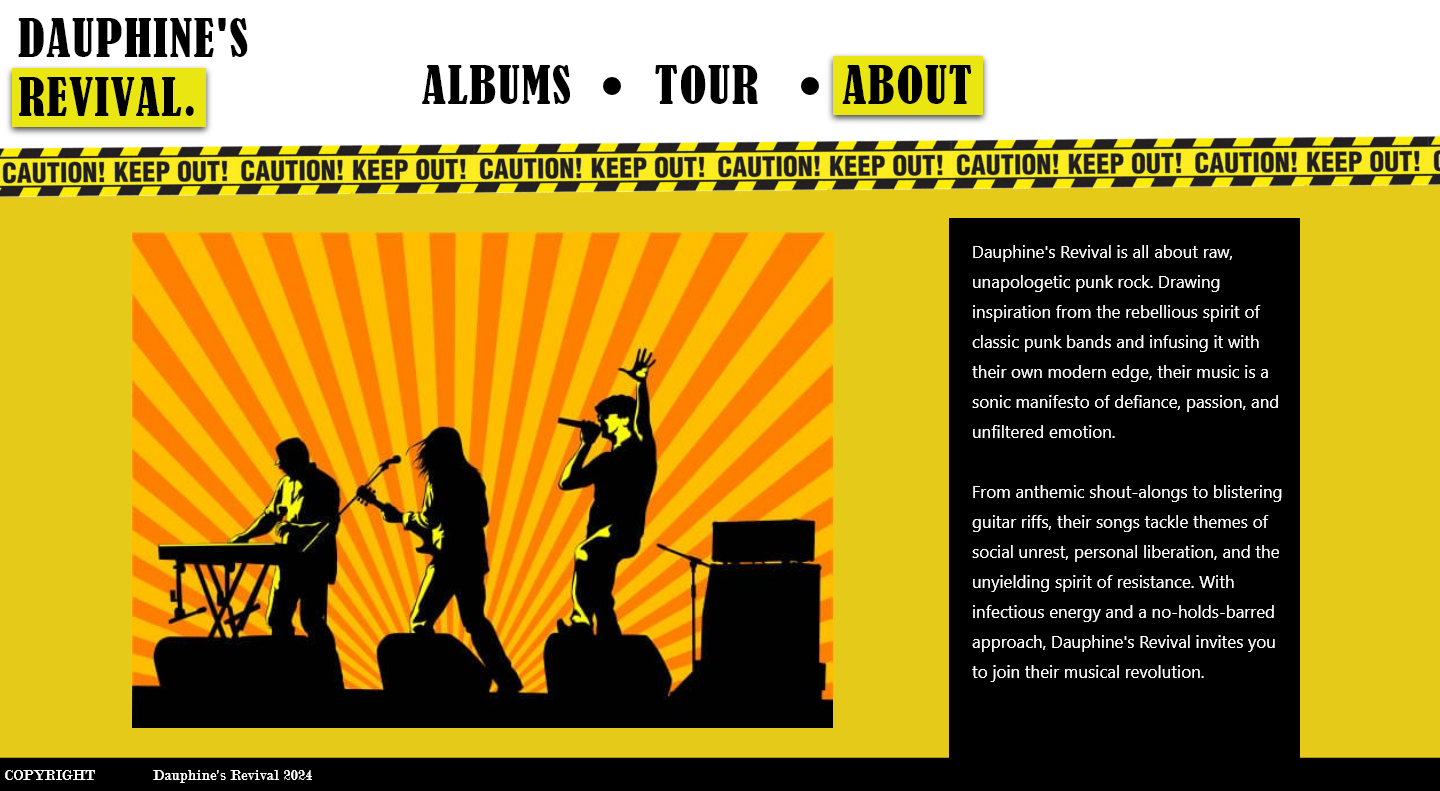 DAUPHINE'S
REVIVAL.
ALBUMS • TOUR • ABOUT
CAUTION! KEEP OUT! CAUTION! KEEP OUT! CAUTION! KEEP OUT! CAUTION! KEEP OUT! CAUTION! KEEP OUT! CAUTION! KEEP OUT!
Dauphine's Revival is all about raw,
unapologetic punk rock. Drawing
inspiration from the rebellious spirit of
classic punk bands and infusing it with
their own modern edge, their music is a
sonic manifesto of defiance, passion, and
unfiltered emotion.
From anthemic shout-alongs to blistering
guitar riffs, their songs tackle themes of
social unrest, personal liberation, and the
unyielding spirit of resistance. With
infectious energy and a no-holds-barred
approach, Dauphine's Revival invites you
to join their musical revolution.
COPYRIGHT Dauphine's Revival 2024